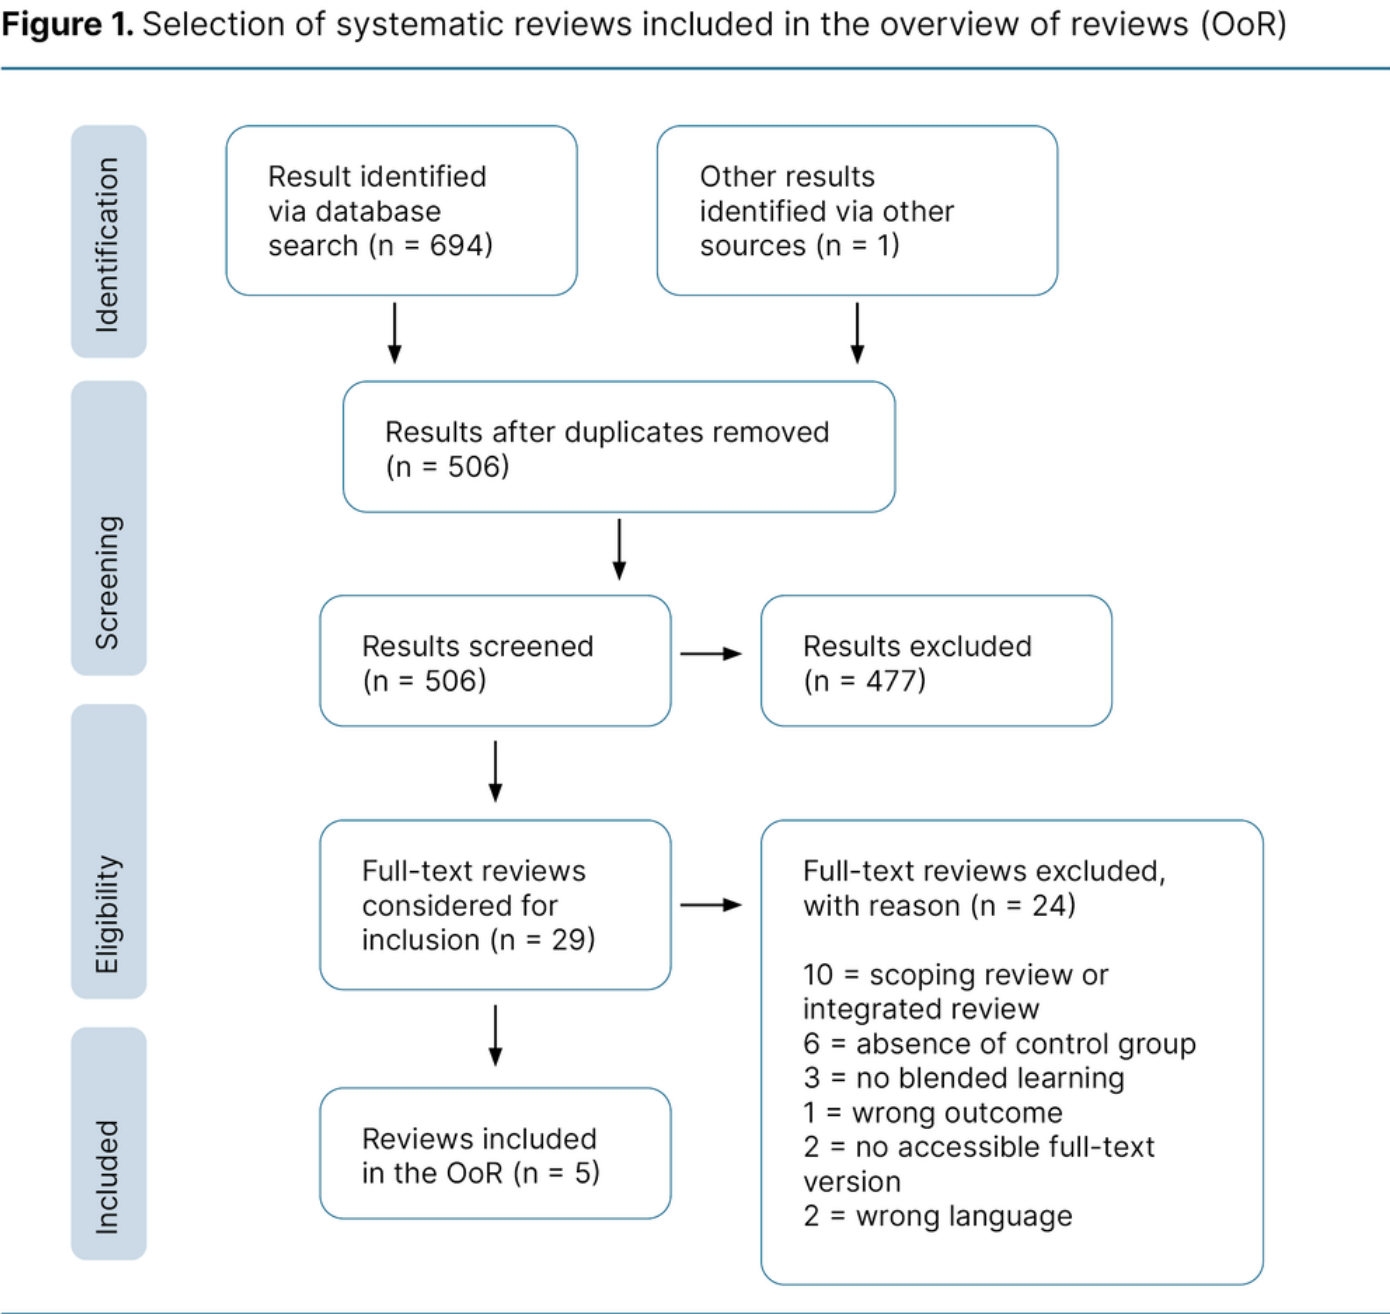 Figure 1. Selection of systematic reviews included in the overview of reviews (OoR)
Identification
Result identified
via database
search (n = 694)
Other results
identified via other
sources (n = 1)
Screening
Results after duplicates removed
(n = 506)
Results screened
(n = 506)
Results excluded
(n = 477)
Eligibility
Full-text reviews
considered for
inclusion (n = 29)
Full-text reviews excluded,
with reason (n = 24)
10 = scoping review or
integrated review
6 = absence of control group
3 = no blended learning
1 = wrong outcome
2 = no accessible full-text
version
2 = wrong language
Included
Reviews included
in the OoR (n = 5)